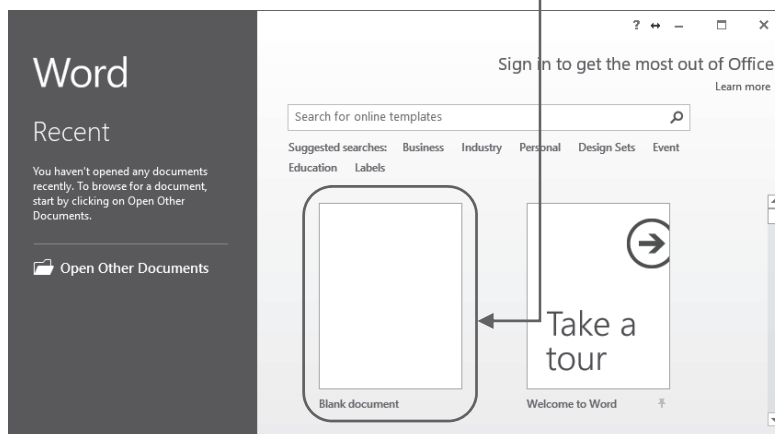 ?
Word
Sign in to get the most out of Office
Learn more
Recent
You haven't opened any documents
recently. To browse for a document,
start by clicking on Open Other
Documents.
Open Other Documents
Search for online templates
Suggested searches: Business Industry Personal Design Sets Event
Education Labels
Take a
tour
Blank document
Welcome to Word